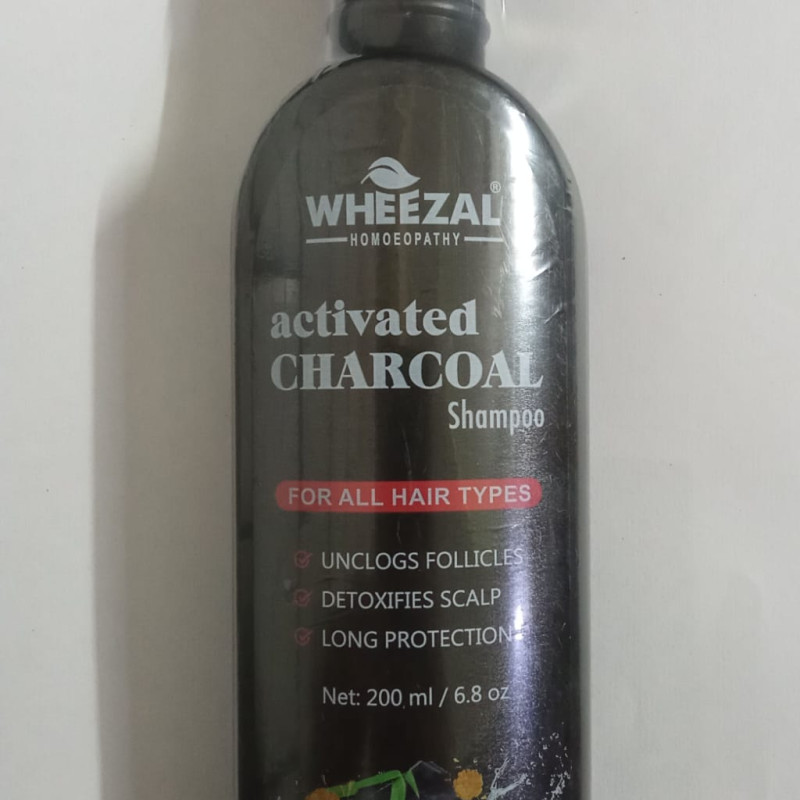 WHEEZAL®
HOMOEOPATHY
activated
CHARCOAL
Shampoo
FOR ALL HAIR TYPES
UNCLOGS FOLLICLES
DETOXIFIES SCALP
LONG PROTECTION
Net: 200 ml / 6.8 oz